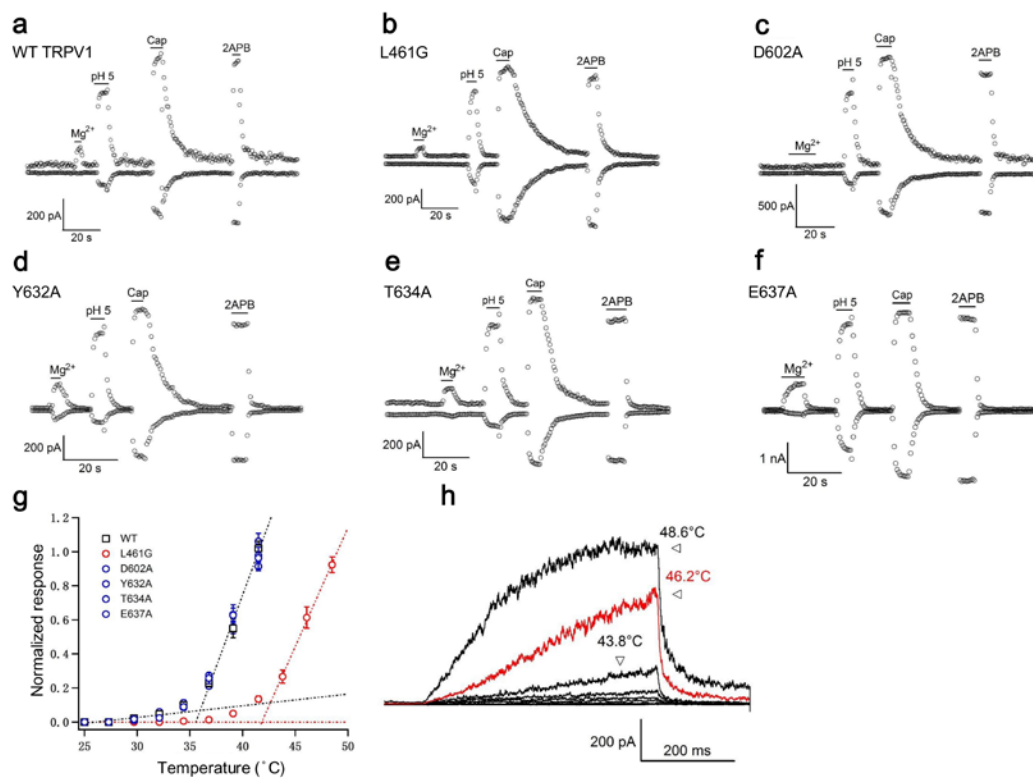 a
WT TRPV1
Mg2+
pH 5
Cap
2APB
200 pA
20 s
b
L461G
Mg2+
pH 5
Cap
2APB
200 pA
20 s
c
D602A
Mg2+
pH 5
Cap
2APB
500 pA
20 s
d
Y632A
Mg2+
pH 5
Cap
2APB
200 pA
20 s
e
T634A
Mg2+
pH 5
Cap
2APB
200 pA
20 s
f
E637A
Mg2+
pH 5
Cap
2APB
1 nA
20 s
g
Normalized response
1.2
1.0
0.8
0.6
0.4
0.2
0.0
WT
L461G
D602A
Y632A
T634A
E637A
25 30 35 40 45 50
Temperature (°C)
h
48.6°C
46.2°C
43.8°C
200 pA
200 ms